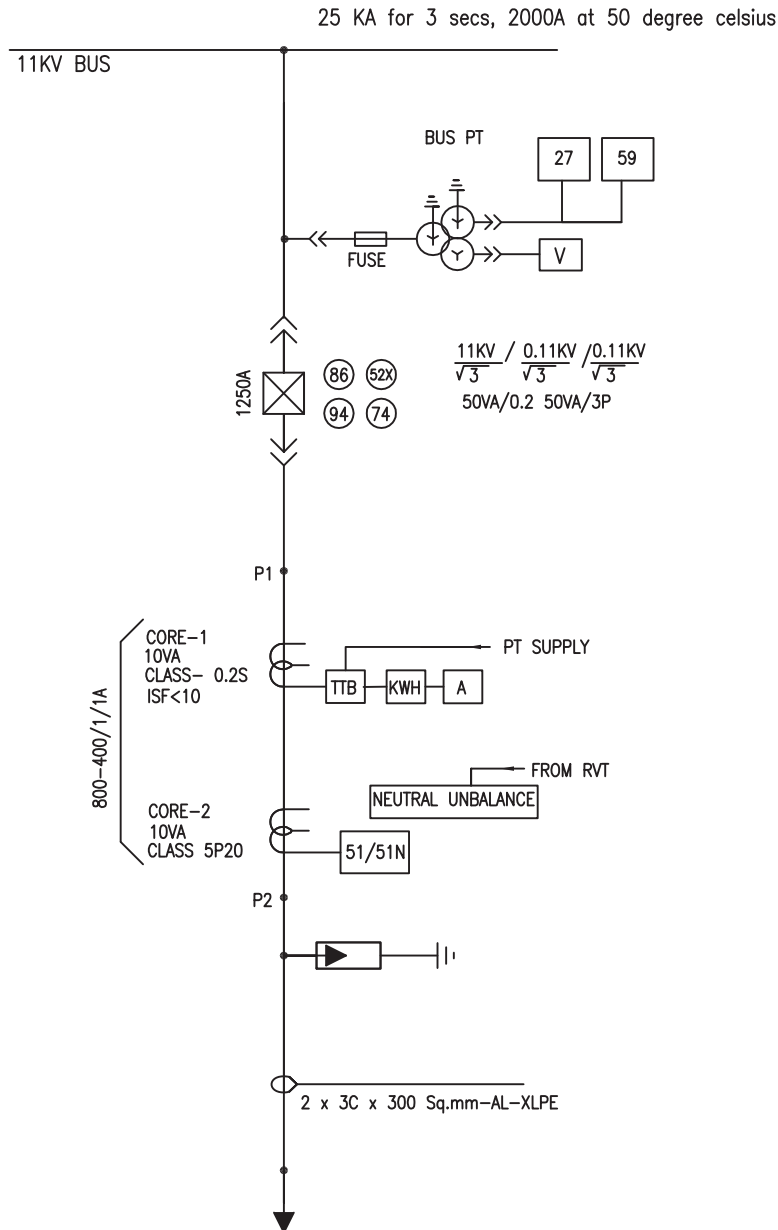 25 KA for 3 secs, 2000A at 50 degree celsius
11KV BUS
BUS PT
27
59
FUSE
V
1250A
86
52X
94
74
11KV / 0.11KV / 0.11KV
√3 √3 √3
50VA/0.2 50VA/3P
P1
800-400/1/1A
CORE-1
10VA
CLASS- 0.2S
ISF<10
PT SUPPLY
TTB
KWH
A
FROM RVT
NEUTRAL UNBALANCE
CORE-2
10VA
CLASS 5P20
51/51N
P2
2 x 3C x 300 Sq.mm-AL-XLPE